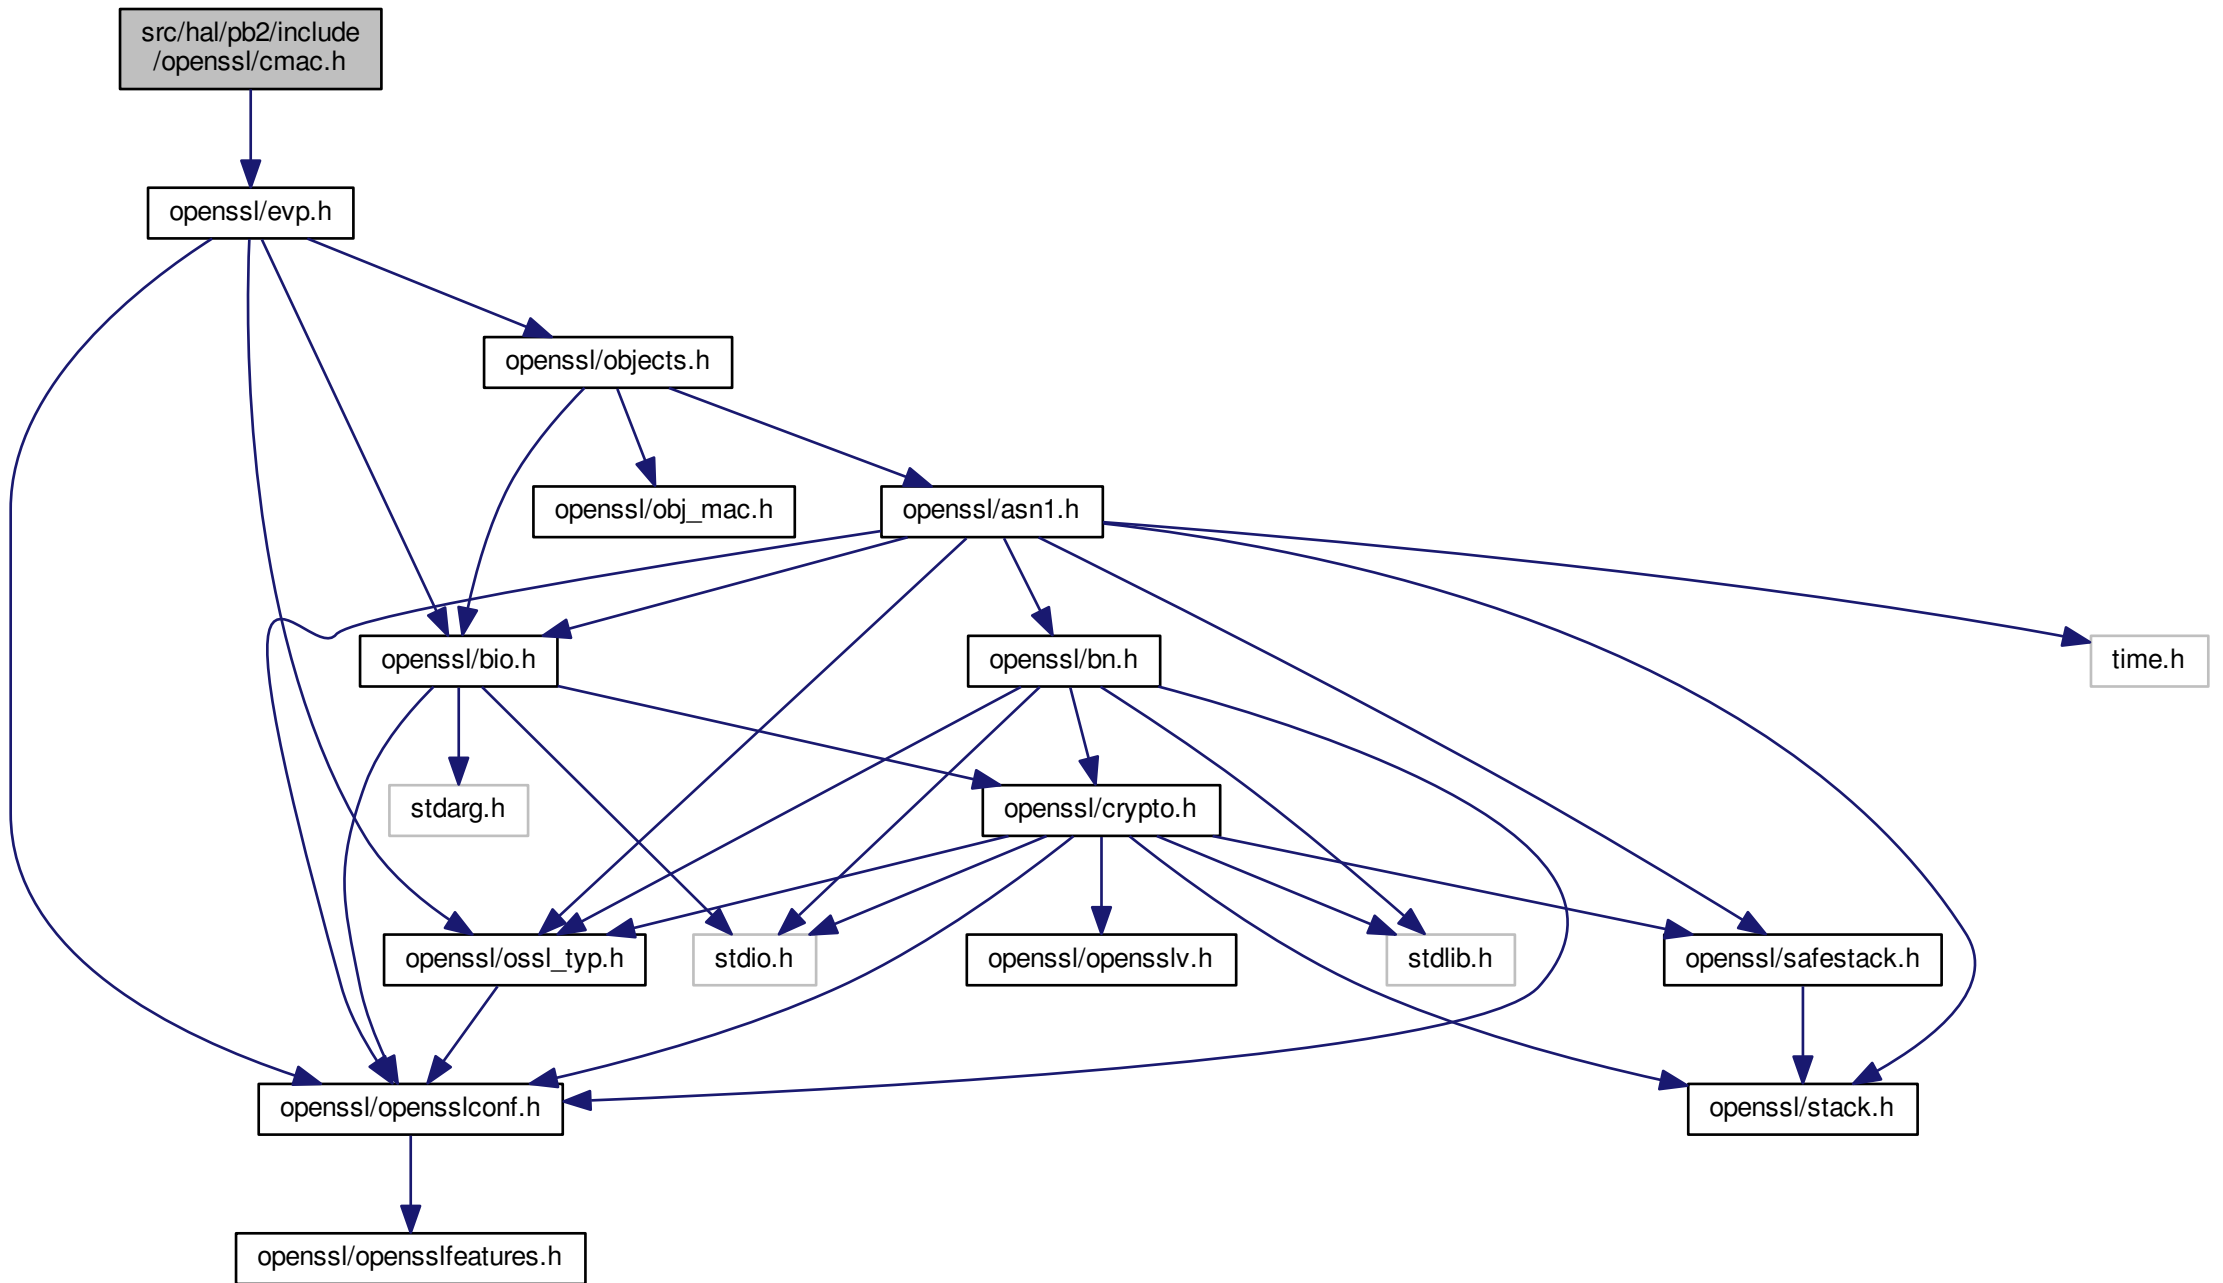 src/hal/pb2/include
/openssl/cmac.h
openssl/evp.h
openssl/objects.h
openssl/obj_mac.h
openssl/asn1.h
openssl/bio.h
openssl/bn.h
time.h
stdarg.h
openssl/crypto.h
openssl/ossl_typ.h
stdio.h
openssl/opensslv.h
stdlib.h
openssl/safestack.h
openssl/opensslconf.h
openssl/stack.h
openssl/opensslfeatures.h